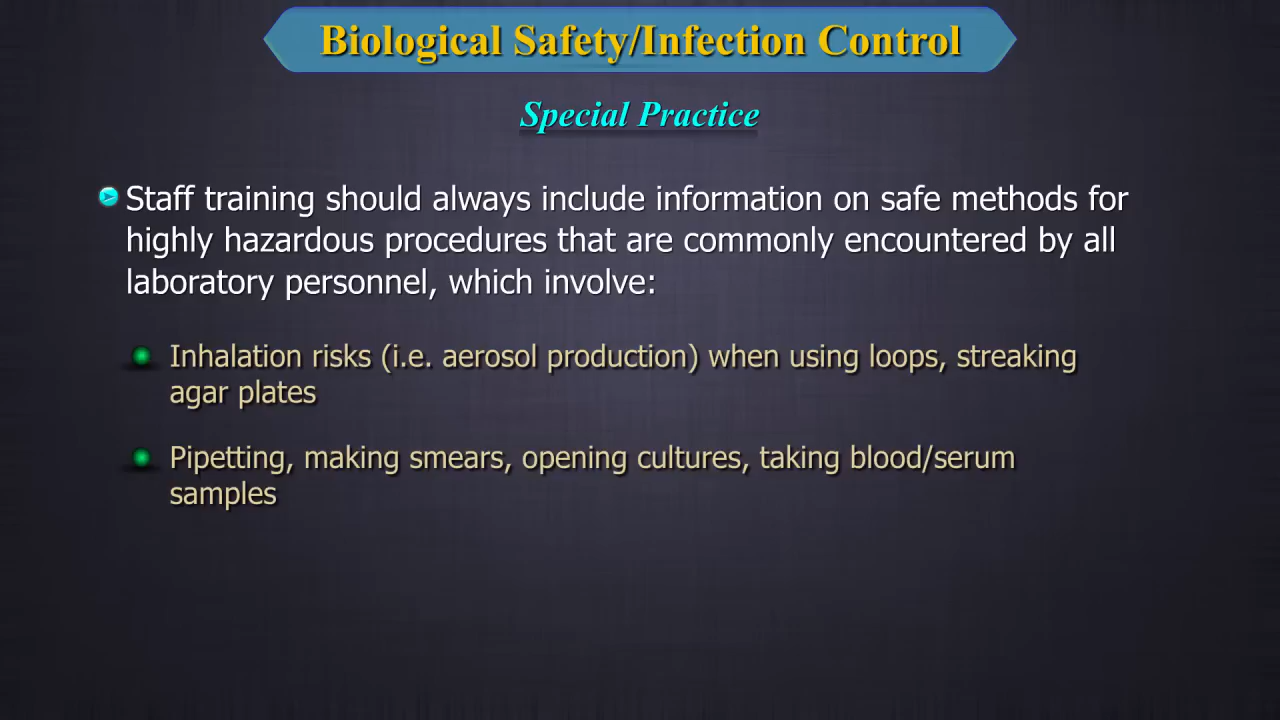 Biological Safety/Infection Control
Special Practice
Staff training should always include information on safe methods for
highly hazardous procedures that are commonly encountered by all
laboratory personnel, which involve:
Inhalation risks (i.e. aerosol production) when using loops, streaking
agar plates
Pipetting, making smears, opening cultures, taking blood/serum
samples